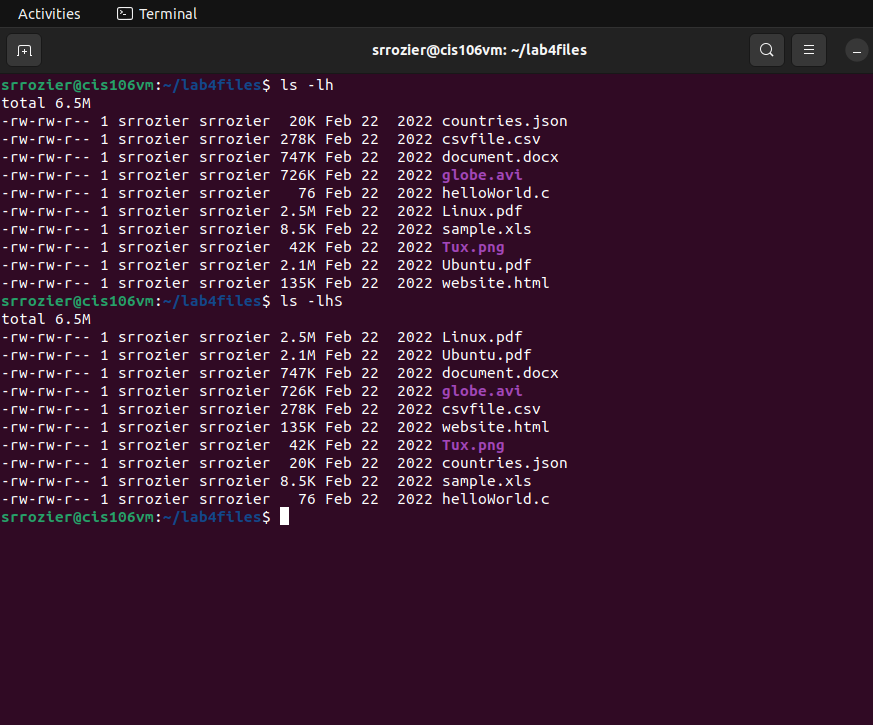 Activities Terminal
srrozier@cis106vm: ~/lab4files
srrozier@cis106vm:~/lab4files$ ls -lh
total 6.5M
-rw-rw-r-- 1 srrozier srrozier  20K Feb 22  2022 countries.json
-rw-rw-r-- 1 srrozier srrozier 278K Feb 22  2022 csvfile.csv
-rw-rw-r-- 1 srrozier srrozier 747K Feb 22  2022 document.docx
-rw-rw-r-- 1 srrozier srrozier 726K Feb 22  2022 globe.avi
-rw-rw-r-- 1 srrozier srrozier   76 Feb 22  2022 helloWorld.c
-rw-rw-r-- 1 srrozier srrozier 2.5M Feb 22  2022 Linux.pdf
-rw-rw-r-- 1 srrozier srrozier 8.5K Feb 22  2022 sample.xls
-rw-rw-r-- 1 srrozier srrozier  42K Feb 22  2022 Tux.png
-rw-rw-r-- 1 srrozier srrozier 2.1M Feb 22  2022 Ubuntu.pdf
-rw-rw-r-- 1 srrozier srrozier 135K Feb 22  2022 website.html
srrozier@cis106vm:~/lab4files$ ls -lhS
total 6.5M
-rw-rw-r-- 1 srrozier srrozier 2.5M Feb 22  2022 Linux.pdf
-rw-rw-r-- 1 srrozier srrozier 2.1M Feb 22  2022 Ubuntu.pdf
-rw-rw-r-- 1 srrozier srrozier 747K Feb 22  2022 document.docx
-rw-rw-r-- 1 srrozier srrozier 726K Feb 22  2022 globe.avi
-rw-rw-r-- 1 srrozier srrozier 278K Feb 22  2022 csvfile.csv
-rw-rw-r-- 1 srrozier srrozier 135K Feb 22  2022 website.html
-rw-rw-r-- 1 srrozier srrozier  42K Feb 22  2022 Tux.png
-rw-rw-r-- 1 srrozier srrozier  20K Feb 22  2022 countries.json
-rw-rw-r-- 1 srrozier srrozier 8.5K Feb 22  2022 sample.xls
-rw-rw-r-- 1 srrozier srrozier   76 Feb 22  2022 helloWorld.c
srrozier@cis106vm:~/lab4files$